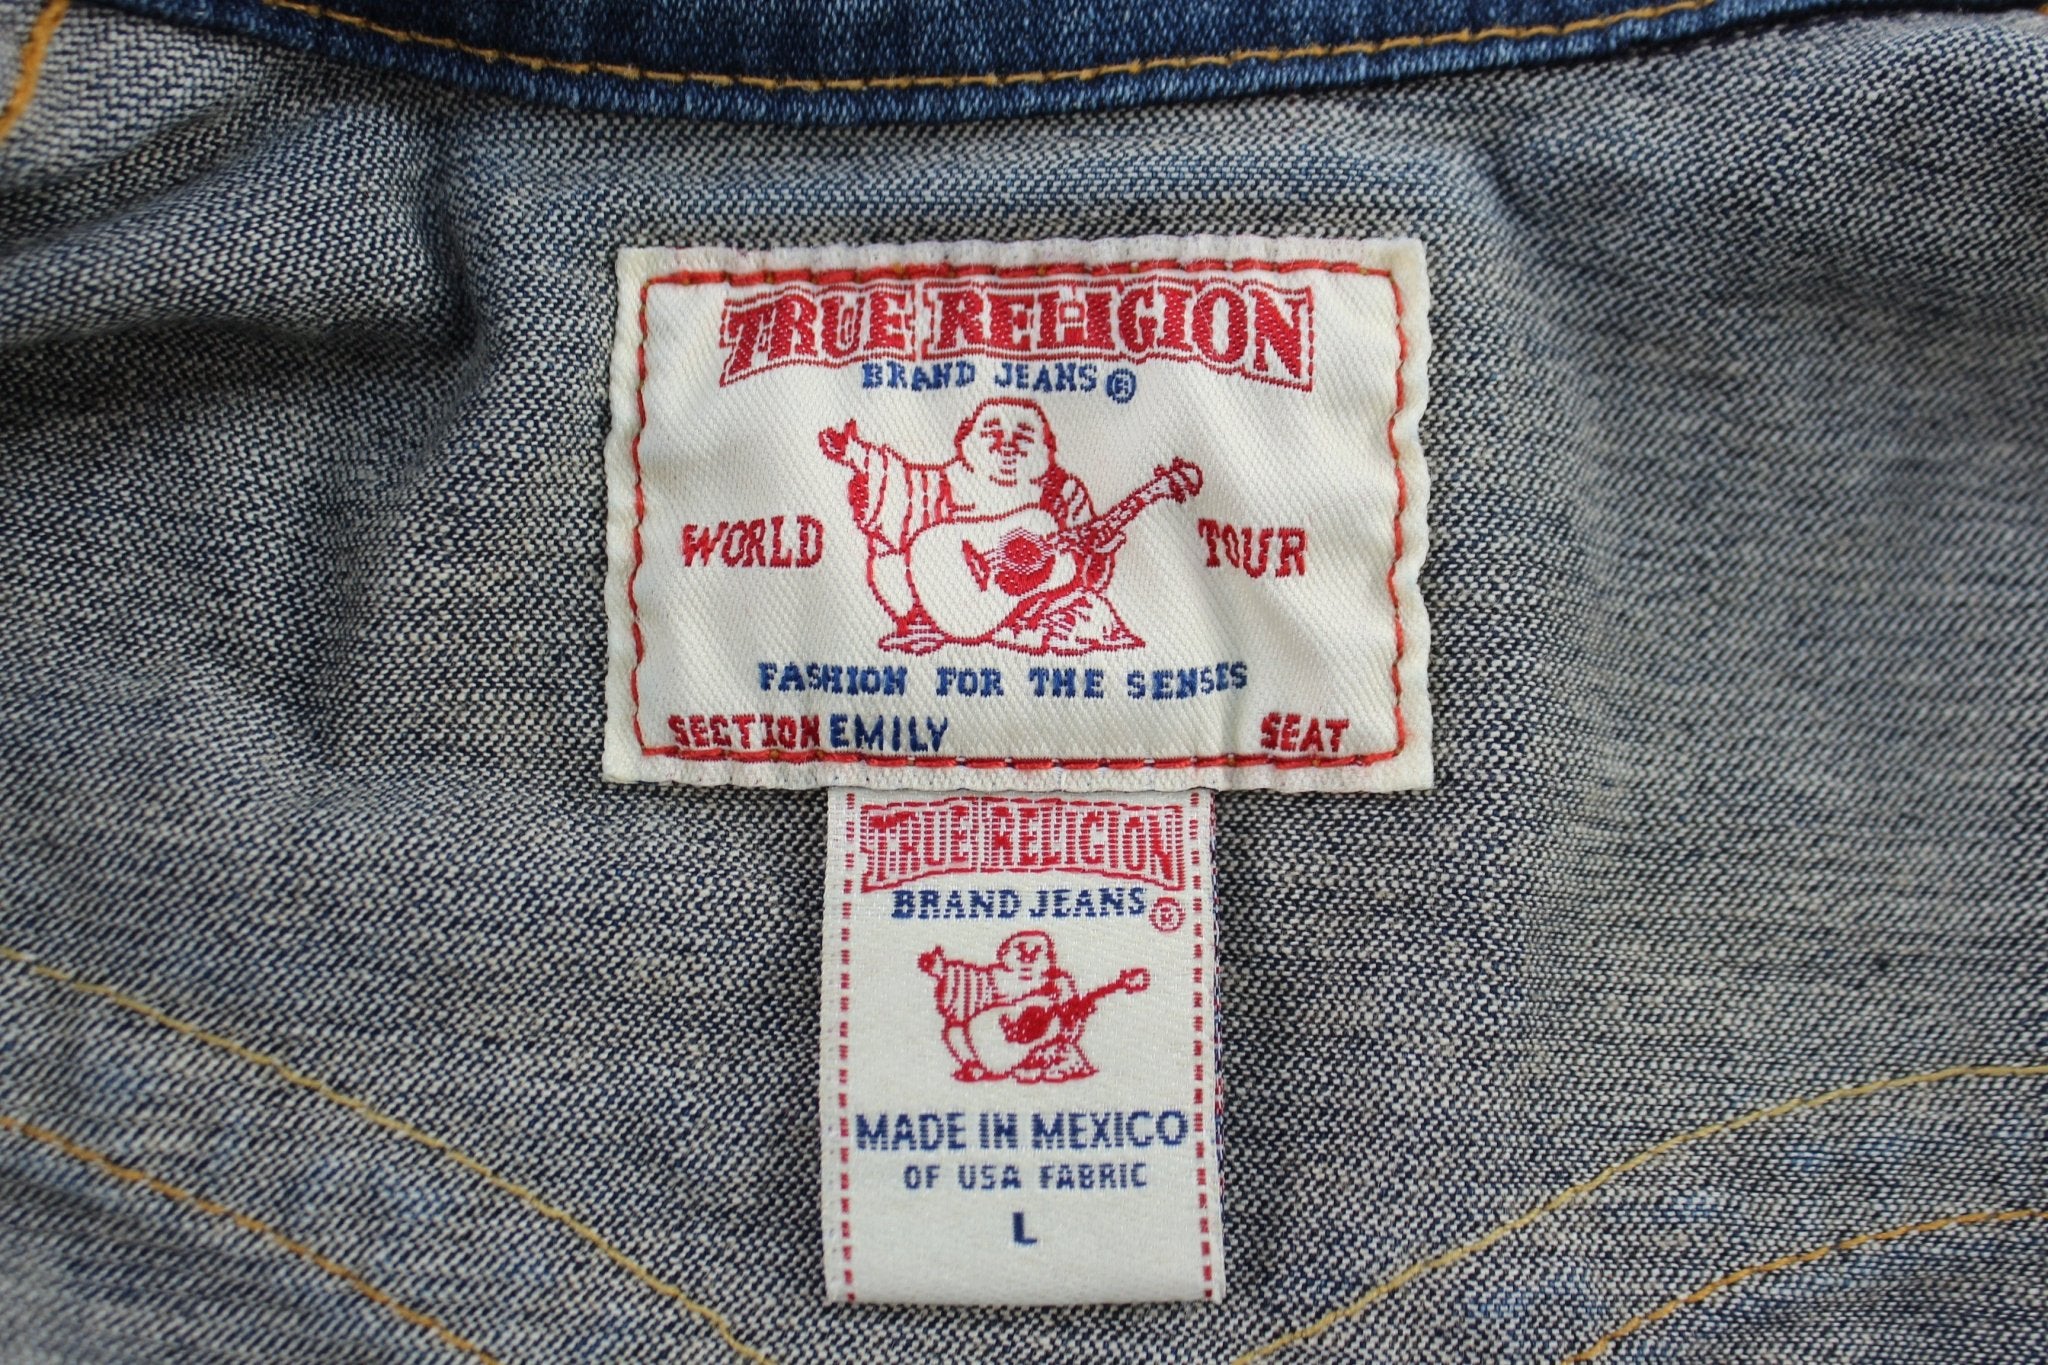 TRUE RELIGION
BRAND JEANS ®
WORLD TOUR
FASHION FOR THE SENSES
SECTION EMILY SEAT
TRUE RELIGION
BRAND JEANS ®
MADE IN MEXICO
OF USA FABRIC
L